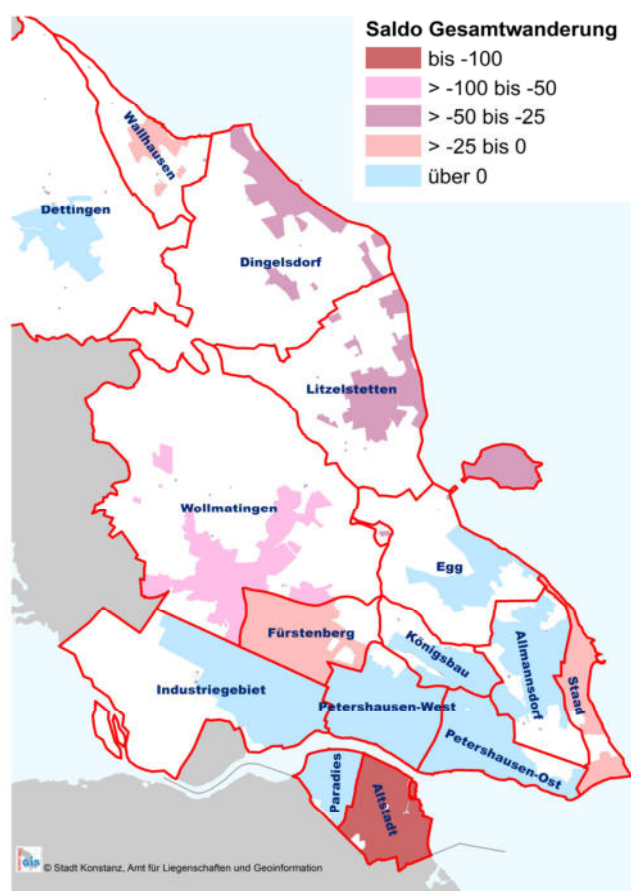 Saldo Gesamtwanderung
bis -100
> -100 bis -50
> -50 bis -25
> -25 bis 0
über 0
Wallhausen
Dettingen
Dingelsdorf
Litzelstetten
Wollmatingen
Egg
Fürstenberg
Königsbau
Allmannsdorf
Staad
Industriegebiet
Petershausen-West
Petershausen-Ost
Paradies
Altstadt
GIS
© Stadt Konstanz, Amt für Liegenschaften und Geoinformation